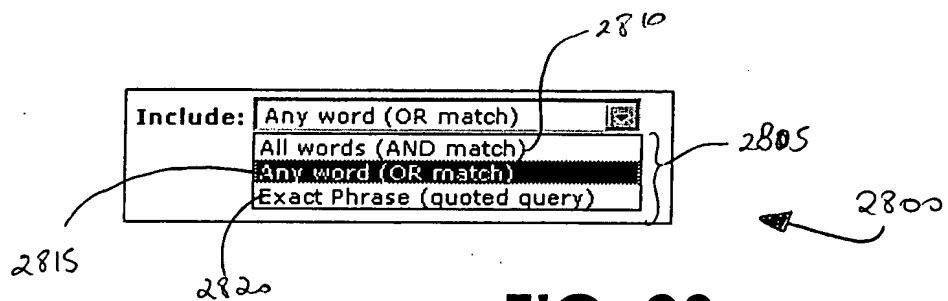 2810
Include: Any word (OR match)
All words (AND match)
Any word (OR match)
Exact Phrase (quoted query)
2805
2800
2815
2820